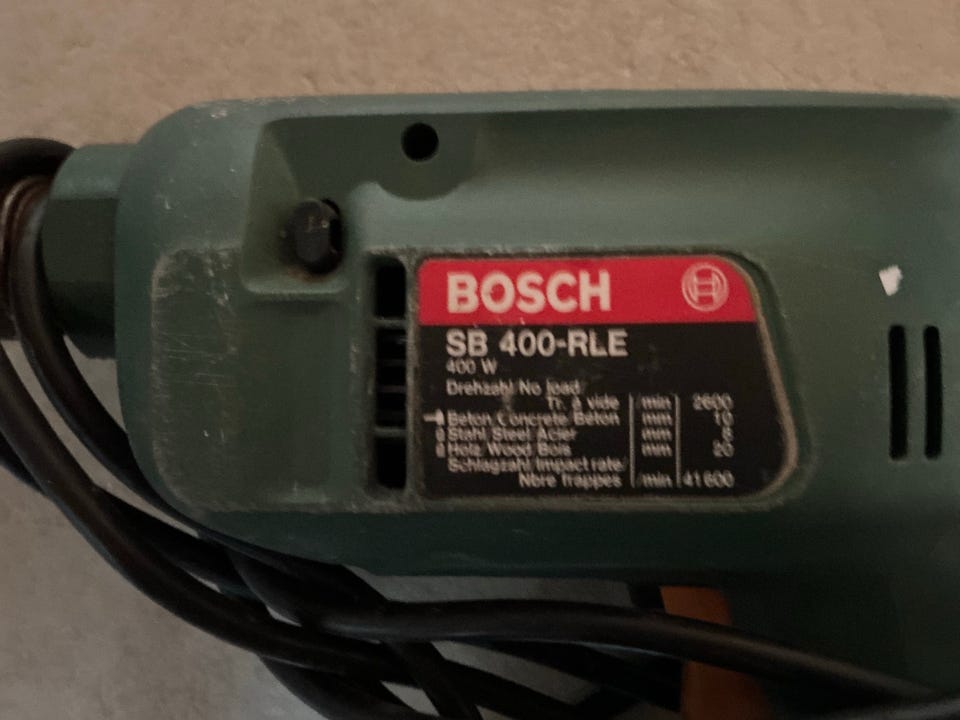 BOSCH
SB 400-RLE
400 W
Drehzahl/No load/
Tr. à vide /min 2600
Beton/Concrete/Béton mm 10
Stahl/Steel/Acier mm
Holz/Wood/Bois mm 20
Schlagzahl/Impact rate/
Nbre frappes /min 41600